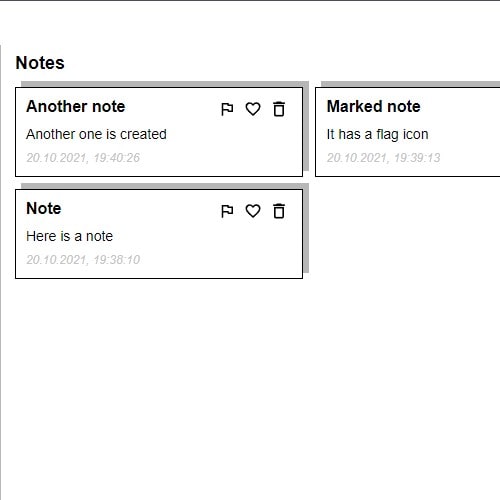 Notes
Another note
Another one is created
20.10.2021, 19:40:26
Marked note
It has a flag icon
20.10.2021, 19:39:13
Note
Here is a note
20.10.2021, 19:38:10